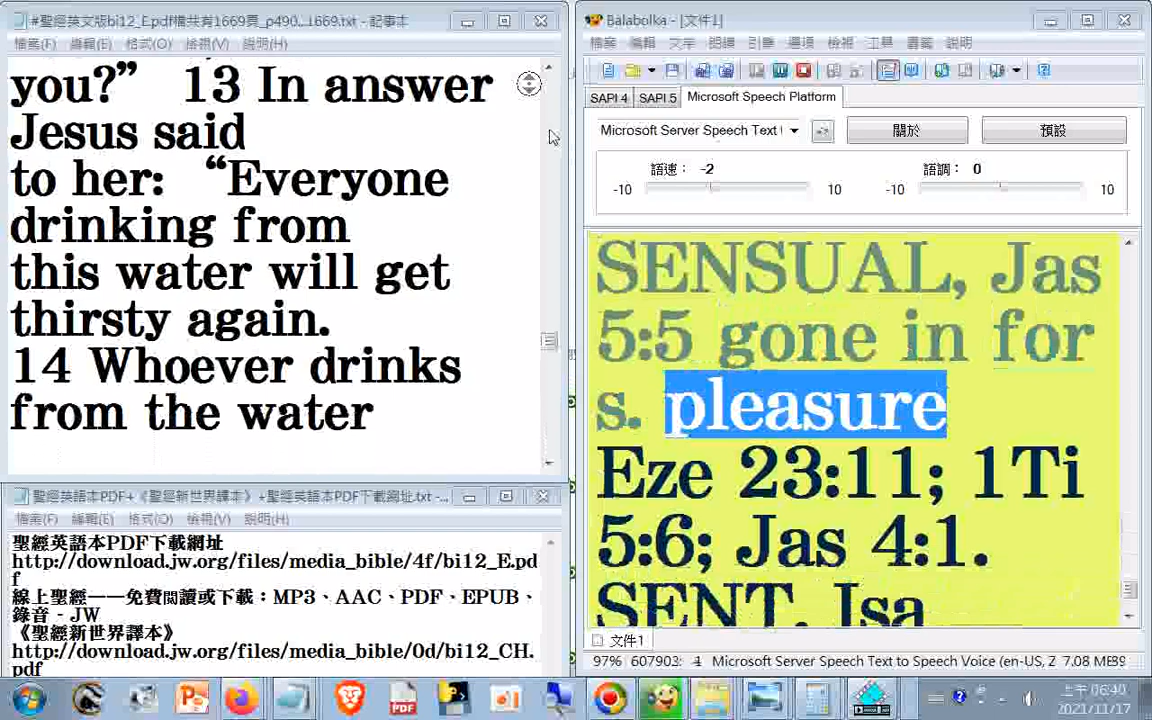 #聖經英文版bi12_E.pdf檔共有1669頁_p490...1669.txt - 記事本
檔案(F) 編輯(E) 格式(O) 檢視(V) 說明(H)
you?” 13 In answer
Jesus said
to her: “Everyone
drinking from
this water will get
thirsty again.
14 Whoever drinks
from the water
聖經英語本PDF+《聖經新世界譯本》+聖經英語本PDF下載網址.txt -...
檔案(F) 編輯(E) 格式(O) 檢視(V) 說明(H)
聖經英語本PDF下載網址
http://download.jw.org/files/media_bible/4f/bi12_E.pd
f
線上聖經——免費閱讀或下載：MP3、AAC、PDF、EPUB、
錄音 - JW
《聖經新世界譯本》
http://download.jw.org/files/media_bible/0d/bi12_CH.
pdf
Balabolka - [文件1]
檔案 編輯 文字 朗讀 引擎 選項 檢視 工具 書籤 說明
SAPI 4 SAPI 5 Microsoft Speech Platform
Microsoft Server Speech Text 關於 預設
語速： -2 語調： 0
-10 10 -10 10
SENSUAL, Jas
5:5 gone in for
s. pleasure
Eze 23:11; 1Ti
5:6; Jas 4:1.
SENT, Isa
文件1
97% 607903: 4 Microsoft Server Speech Text to Speech Voice (en-US, Z 7.08 MB
上午 06:40
2021/11/17